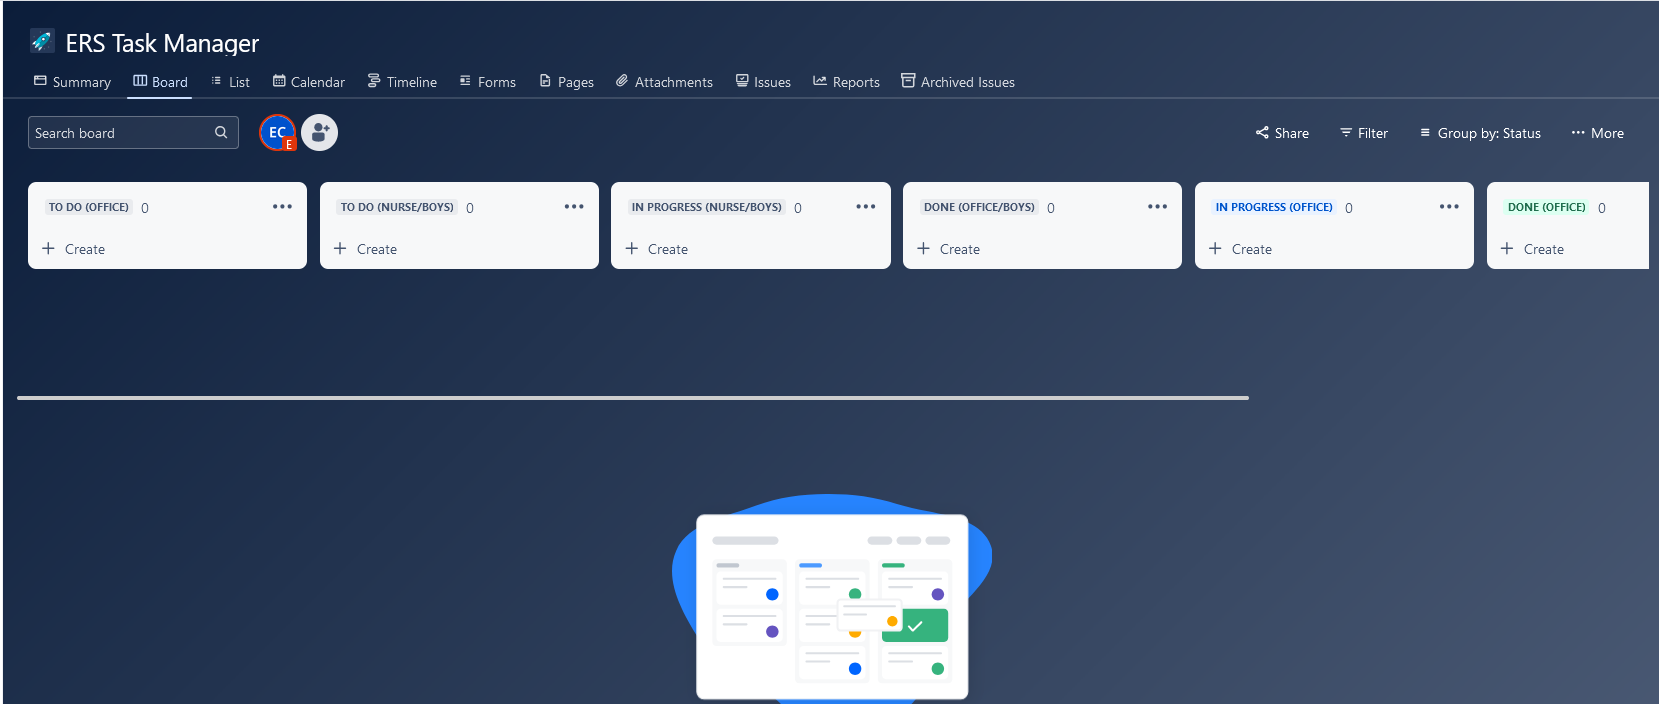 ERS Task Manager
Summary Board List Calendar Timeline Forms Pages Attachments Issues Reports Archived Issues
Search board EC E Share Filter Group by: Status More
TO DO (OFFICE) 0 TO DO (NURSE/BOYS) 0 IN PROGRESS (NURSE/BOYS) 0 DONE (OFFICE/BOYS) 0 IN PROGRESS (OFFICE) 0 DONE (OFFICE) 0
+ Create + Create + Create + Create + Create + Create